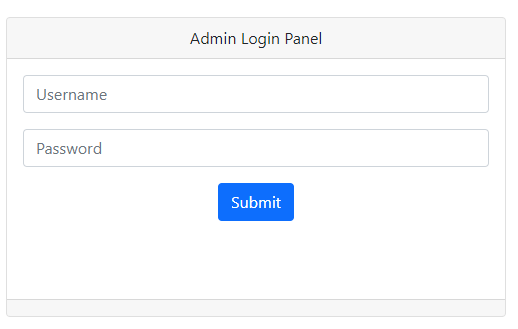 Admin Login Panel
Username
Password
Submit